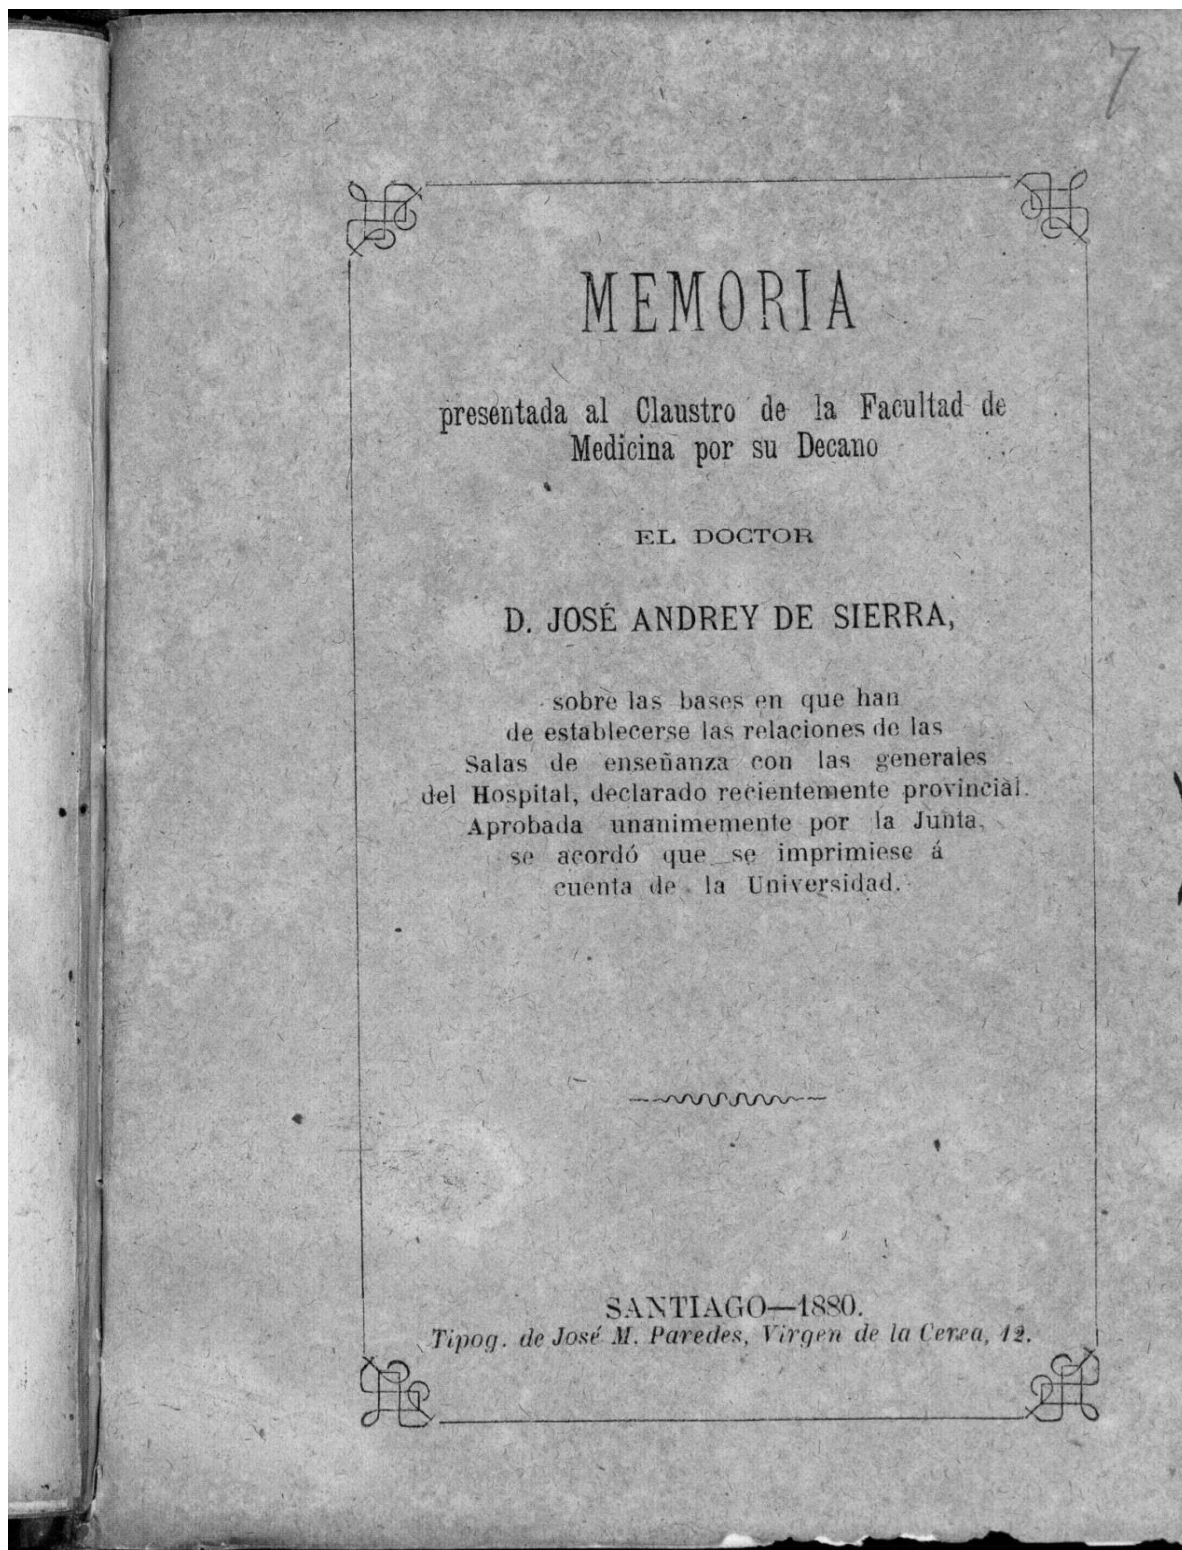 7
MEMORIA
presentada al Claustro de la Facultad de
Medicina por su Decano
EL DOCTOR
D. JOSÉ ANDREY DE SIERRA,
sobre las bases en que han
de establecerse las relaciones de las
Salas de enseñanza con las generales
del Hospital, declarado recientemente provincial.
Aprobada unanimemente por la Junta,
se acordó que se imprimiese á
cuenta de la Universidad.
SANTIAGO—1880.
Tipog. de José M. Paredes, Virgen de la Cerca, 12.